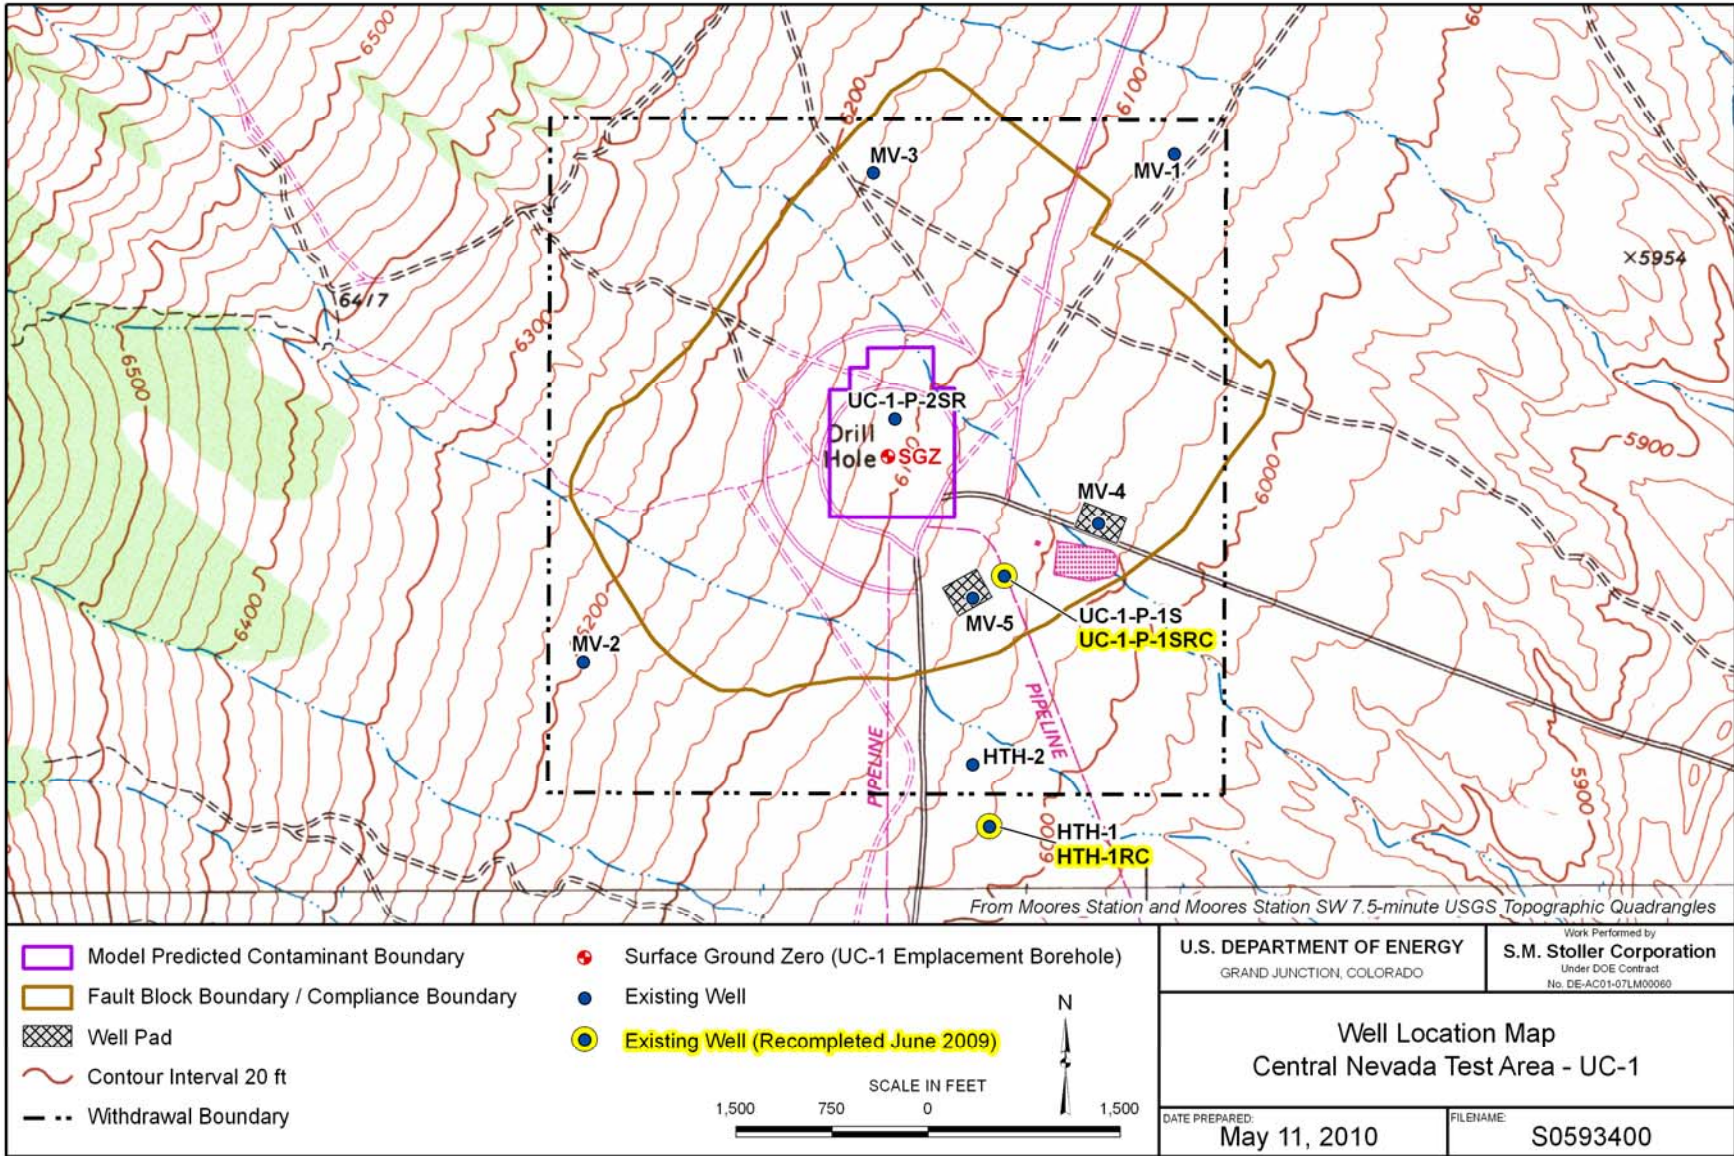 6500
6200
6100
60
MV-3
MV-1
×5954
6417
6300
6500
UC-1-P-2SR
Drill
Hole
SGZ
5900
6000
MV-4
6400
6200
MV-2
MV-5
UC-1-P-1S
UC-1-P-1SRC
PIPELINE
PIPELINE
HTH-2
5900
6000
HTH-1
HTH-1RC
From Moores Station and Moores Station SW 7.5-minute USGS Topographic Quadrangles
Model Predicted Contaminant Boundary
Fault Block Boundary / Compliance Boundary
Well Pad
Contour Interval 20 ft
Withdrawal Boundary
Surface Ground Zero (UC-1 Emplacement Borehole)
Existing Well
Existing Well (Recompleted June 2009)
N
SCALE IN FEET
1,500 750 0 1,500
U.S. DEPARTMENT OF ENERGY
GRAND JUNCTION, COLORADO
Work Performed by
S.M. Stoller Corporation
Under DOE Contract
No. DE-AC01-07LM00060
Well Location Map
Central Nevada Test Area - UC-1
DATE PREPARED:
May 11, 2010
FILENAME:
S0593400